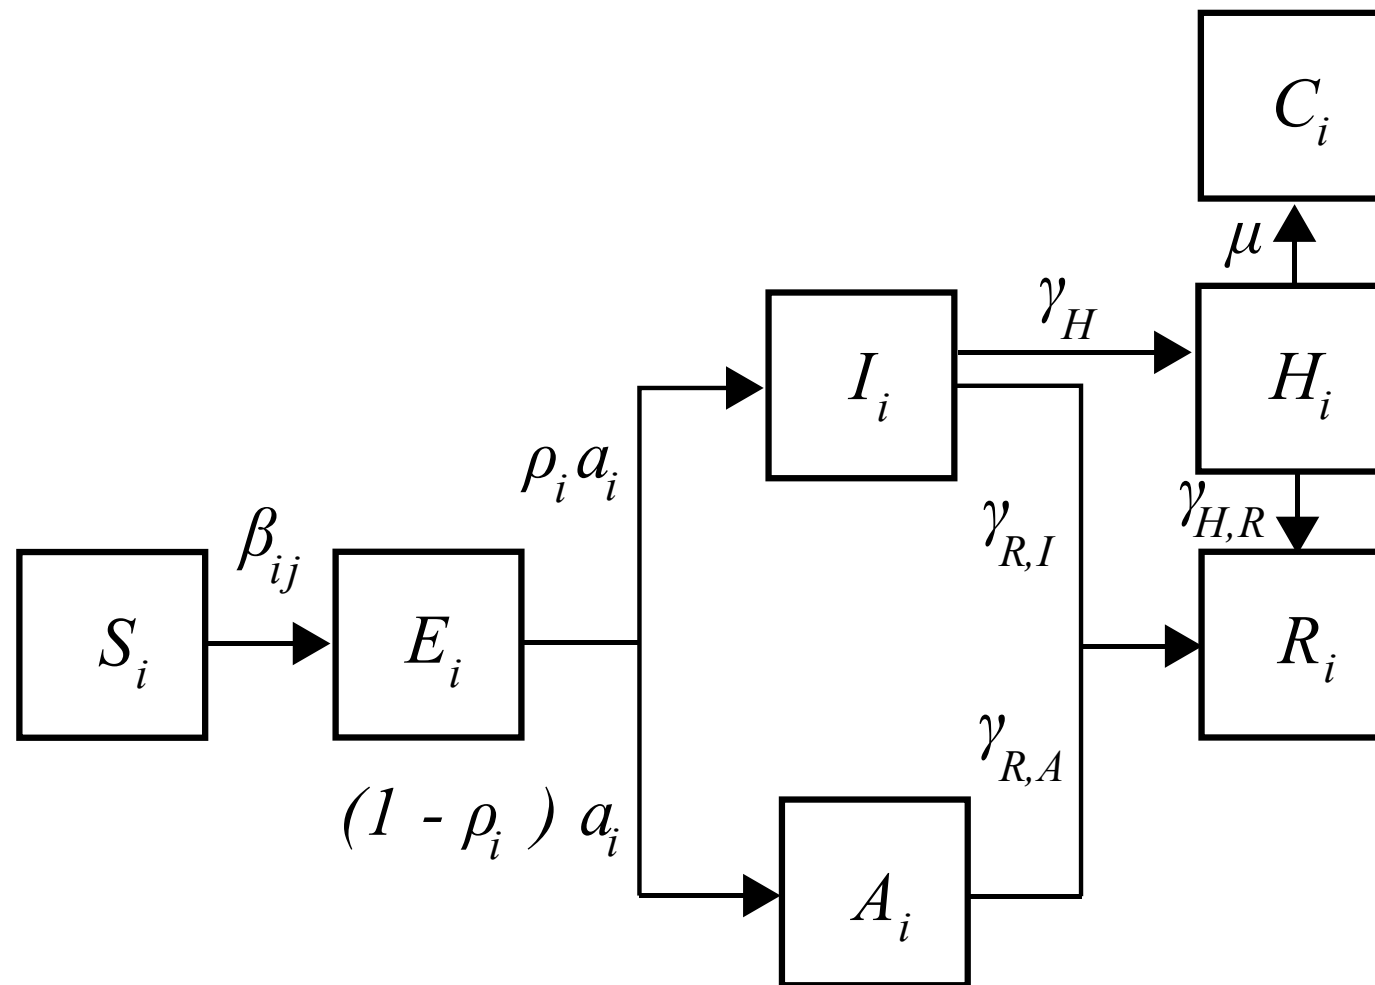 C_i
μ
γ_H
I_i
H_i
ρ_i a_i
γ_{H,R}
γ_{R,I}
β_{ij}
S_i
E_i
R_i
γ_{R,A}
(1 - ρ_i ) a_i
A_i